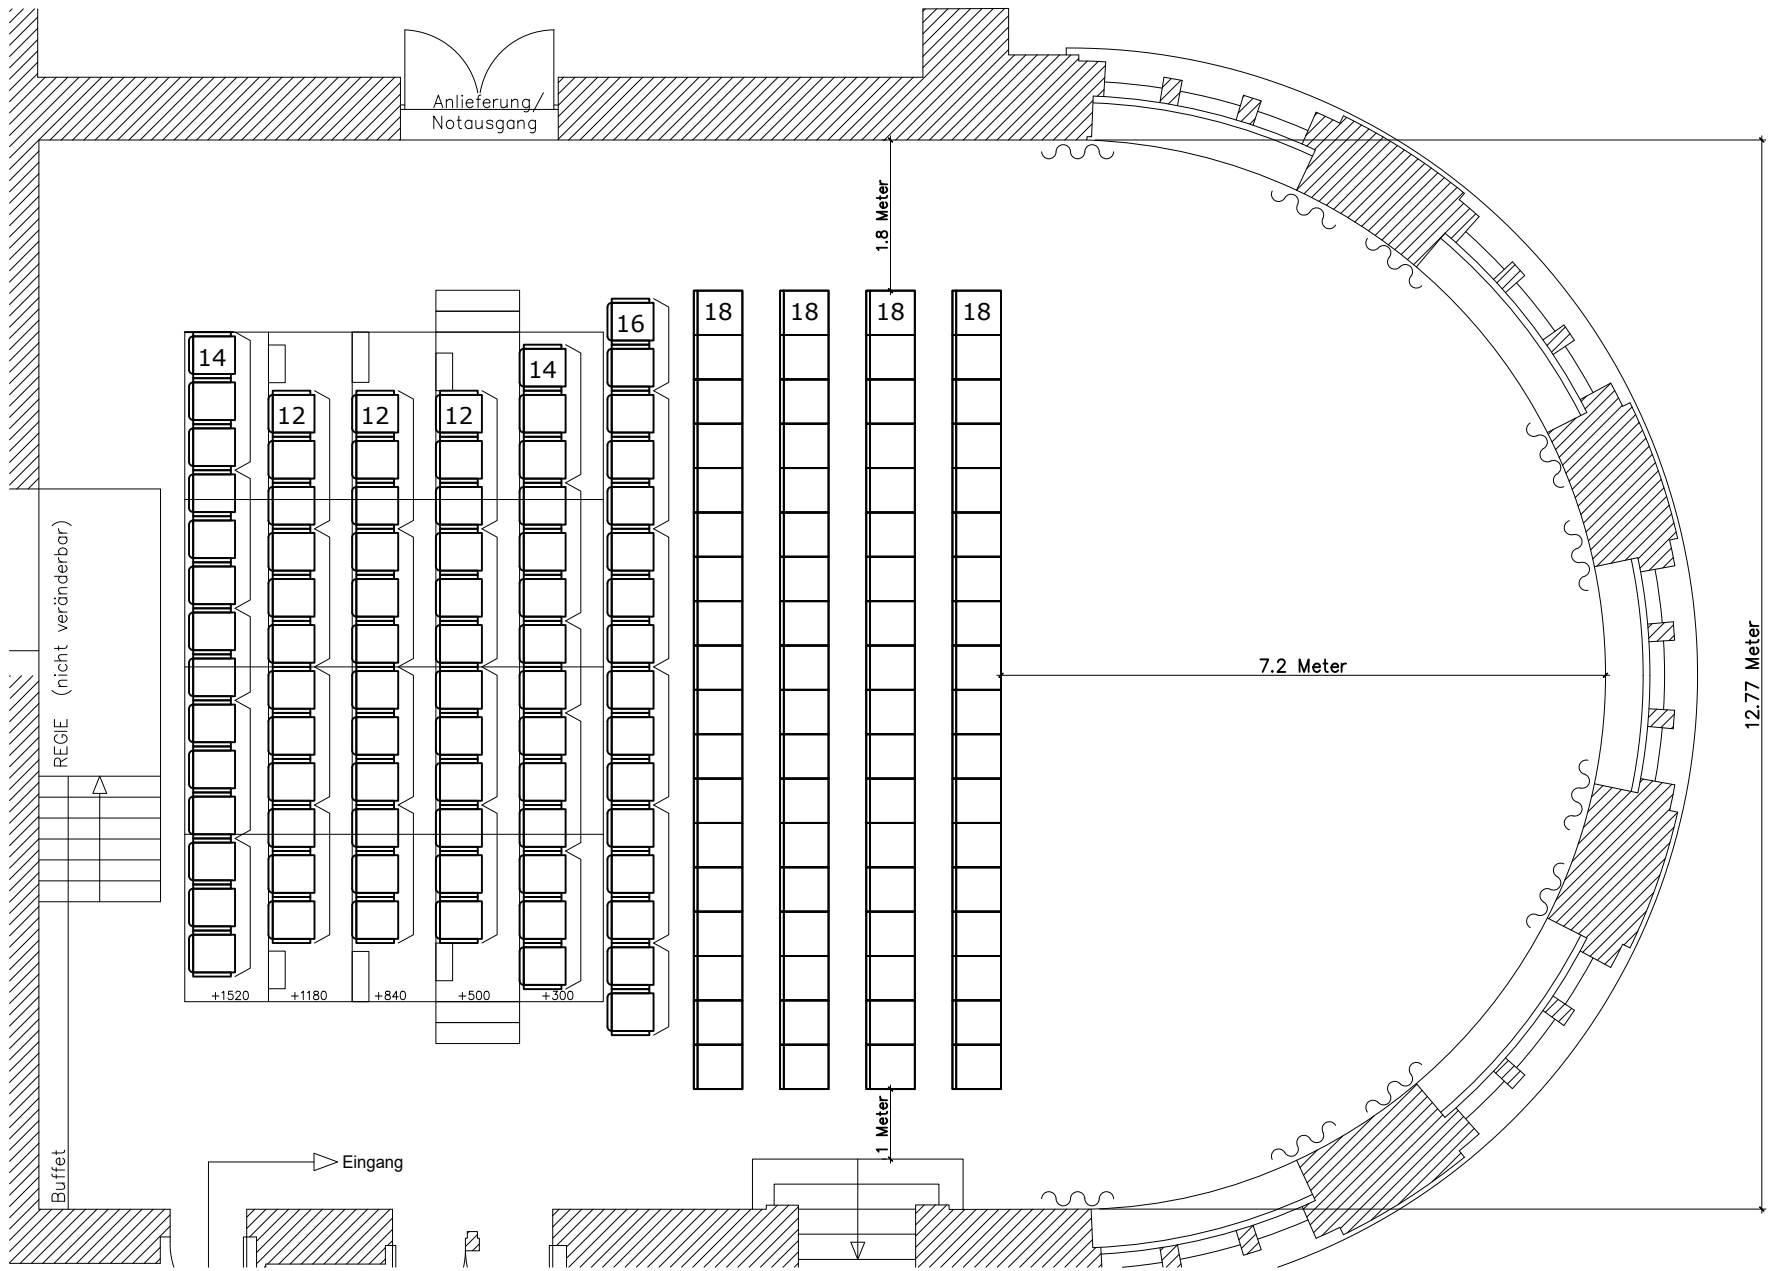 Anlieferung/
Notausgang
1.8 Meter
14
12
12
12
14
16
18
18
18
18
REGIE (nicht veränderbar)
7.2 Meter
12.77 Meter
+1520
+1180
+840
+500
+300
1 Meter
Buffet
Eingang